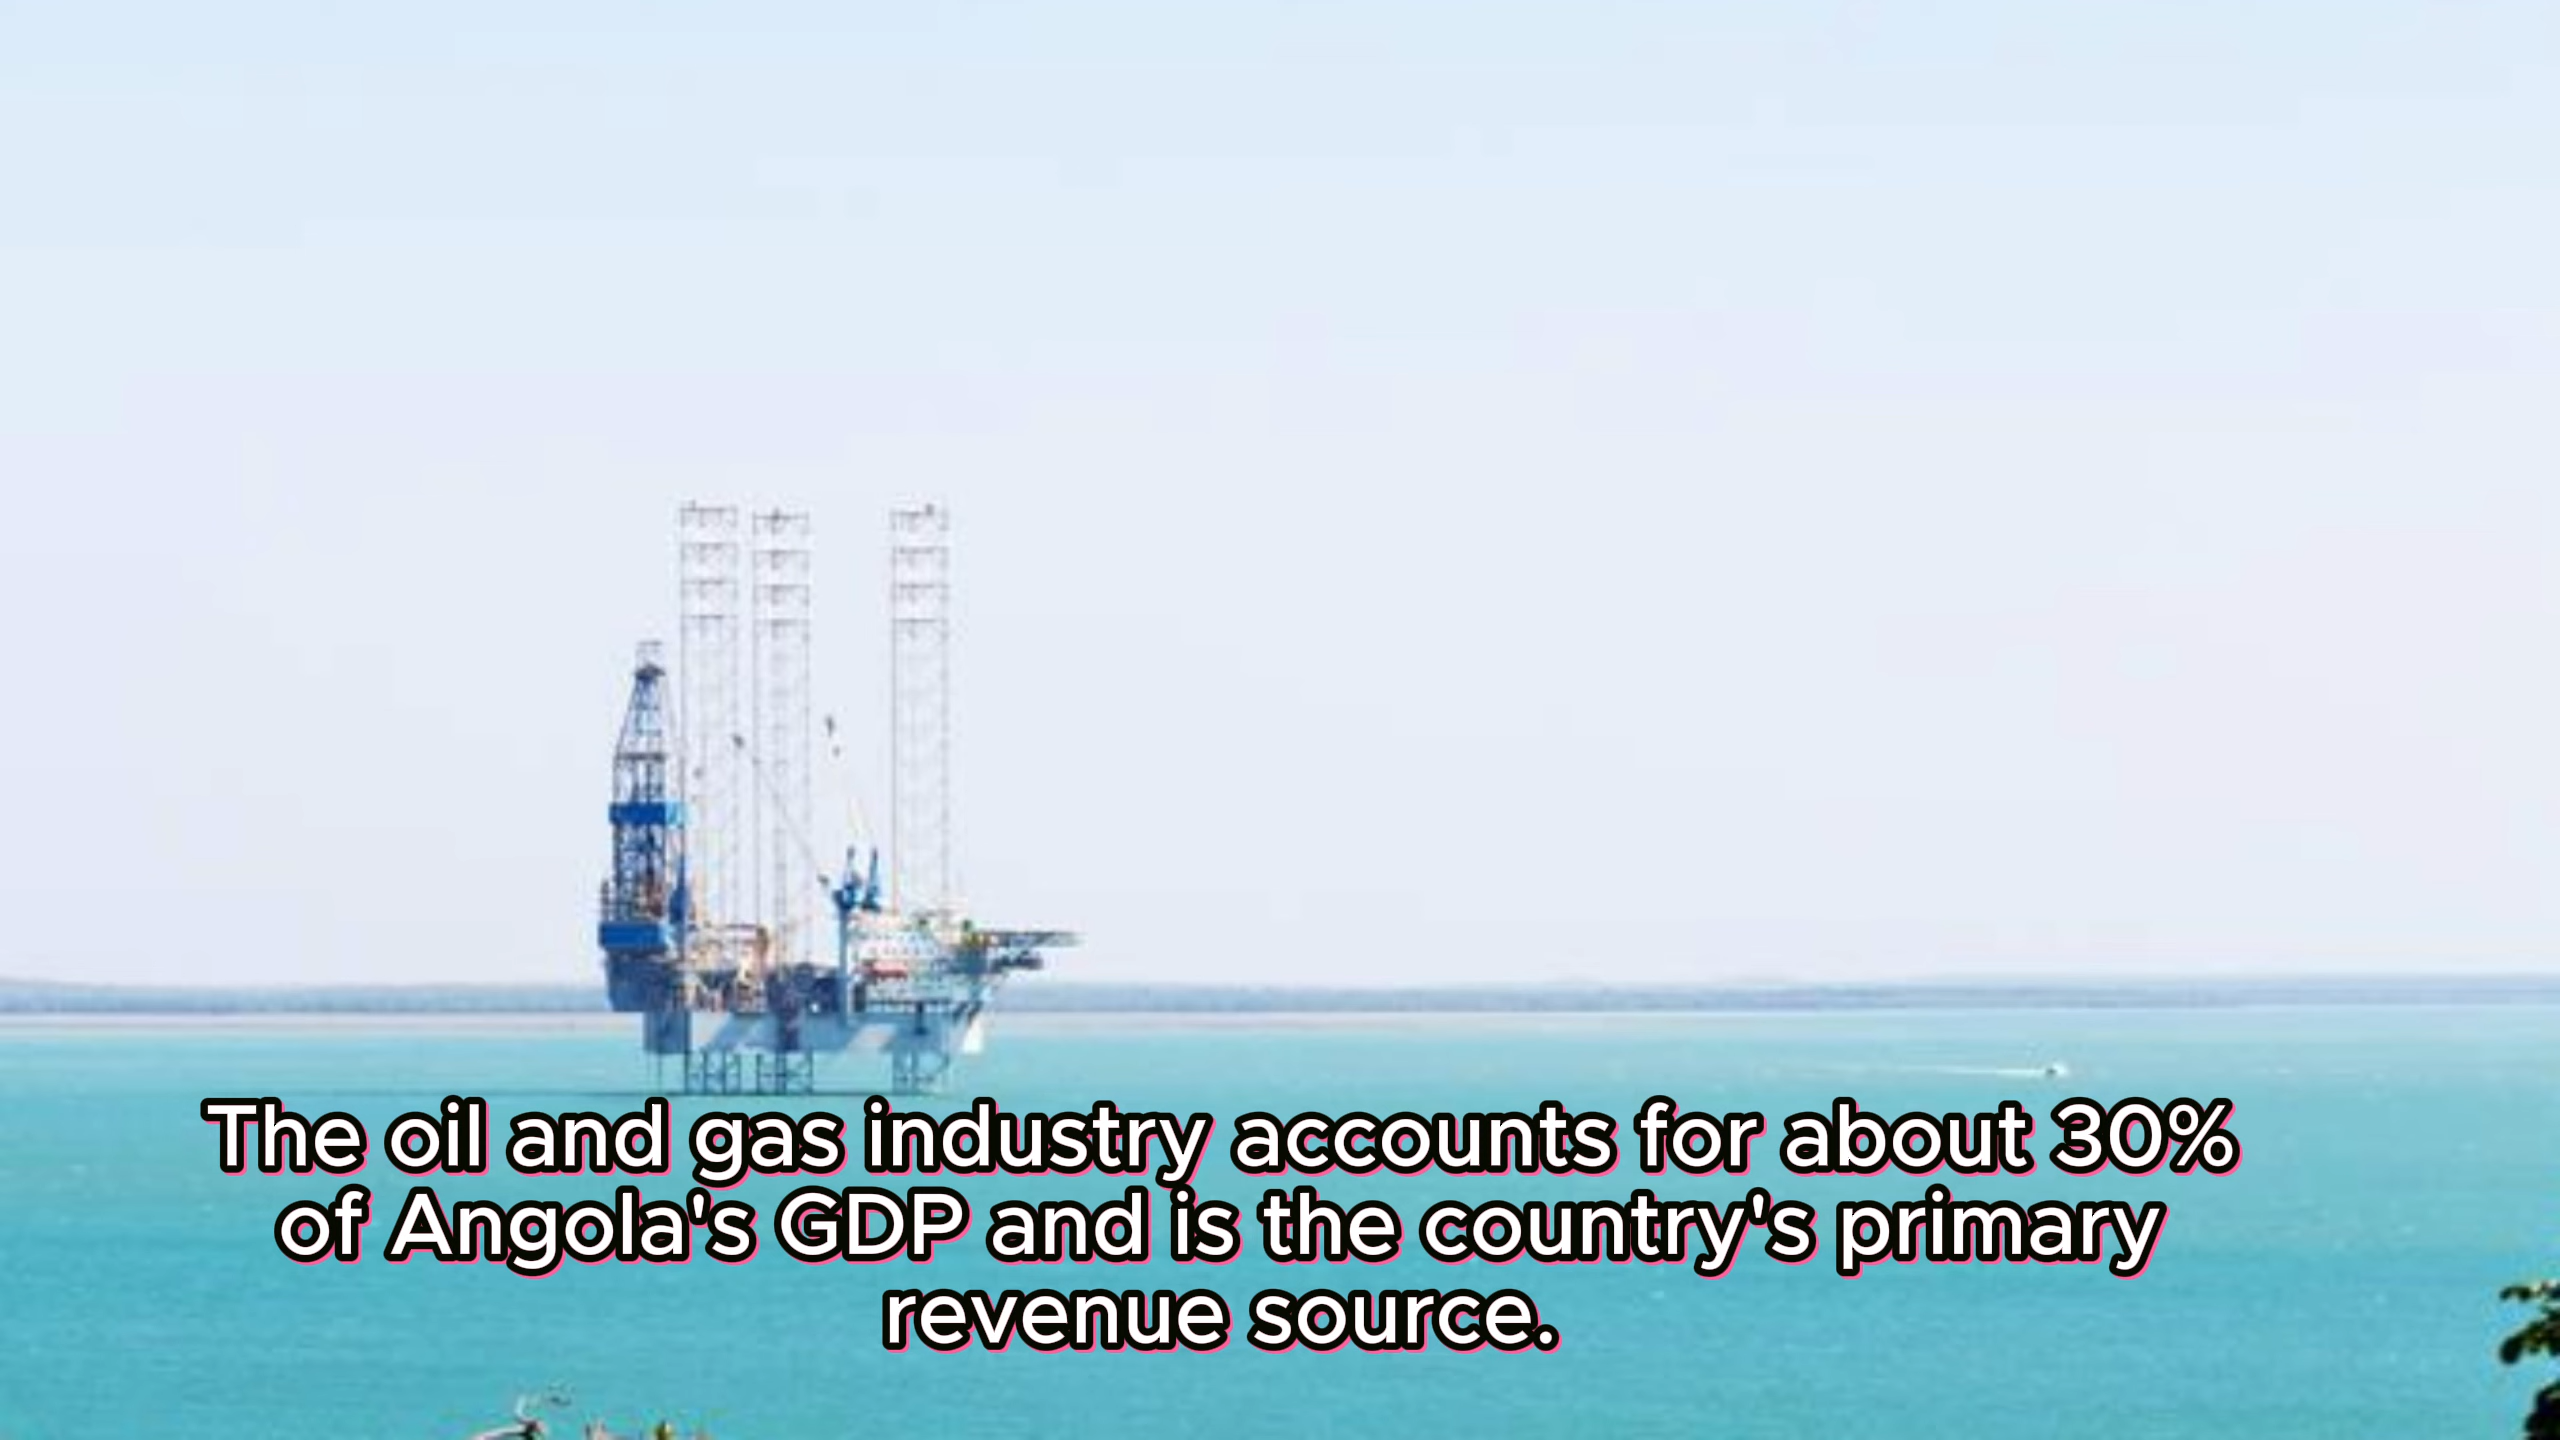 The oil and gas industry accounts for about 30%
of Angola's GDP and is the country's primary
revenue source.